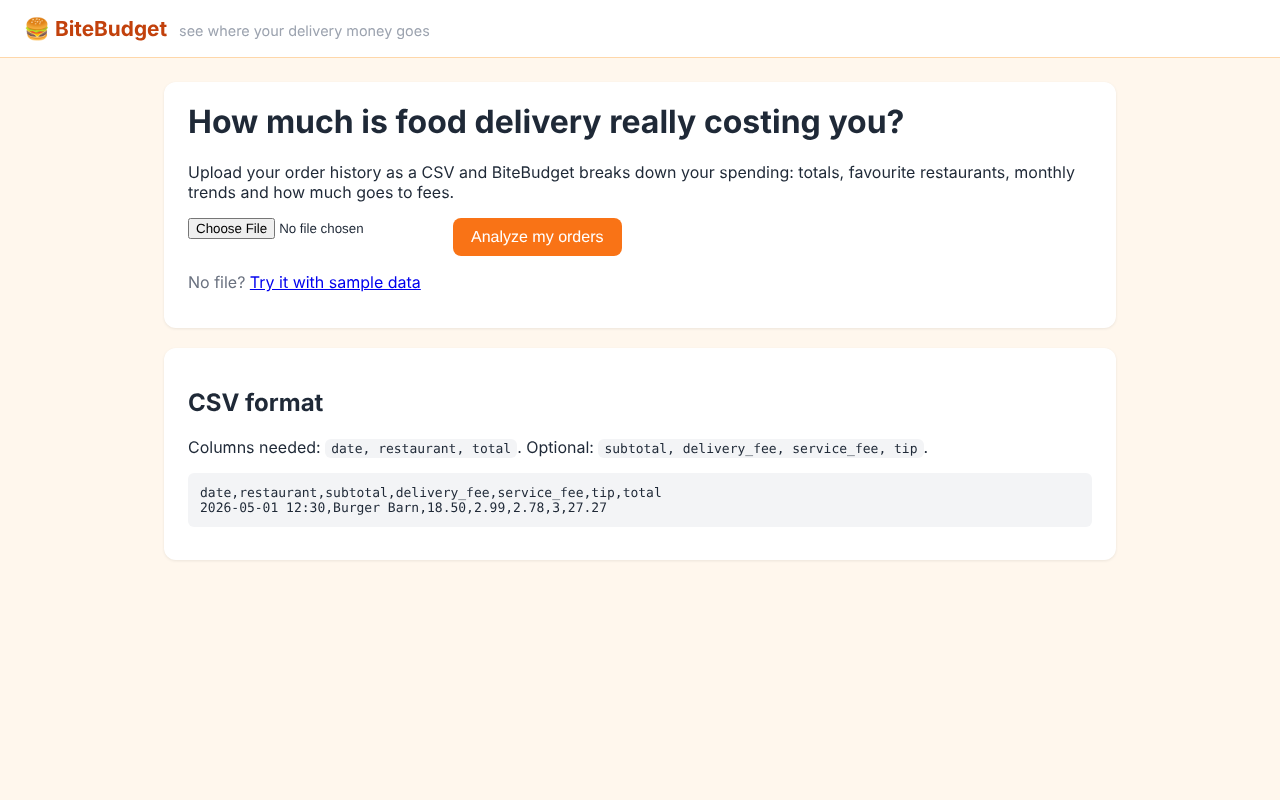 🍔 BiteBudget see where your delivery money goes
How much is food delivery really costing you?
Upload your order history as a CSV and BiteBudget breaks down your spending: totals, favourite restaurants, monthly
trends and how much goes to fees.
Choose File No file chosen Analyze my orders
No file? Try it with sample data
CSV format
Columns needed: date, restaurant, total. Optional: subtotal, delivery_fee, service_fee, tip.
date,restaurant,subtotal,delivery_fee,service_fee,tip,total
2026-05-01 12:30,Burger Barn,18.50,2.99,2.78,3,27.27